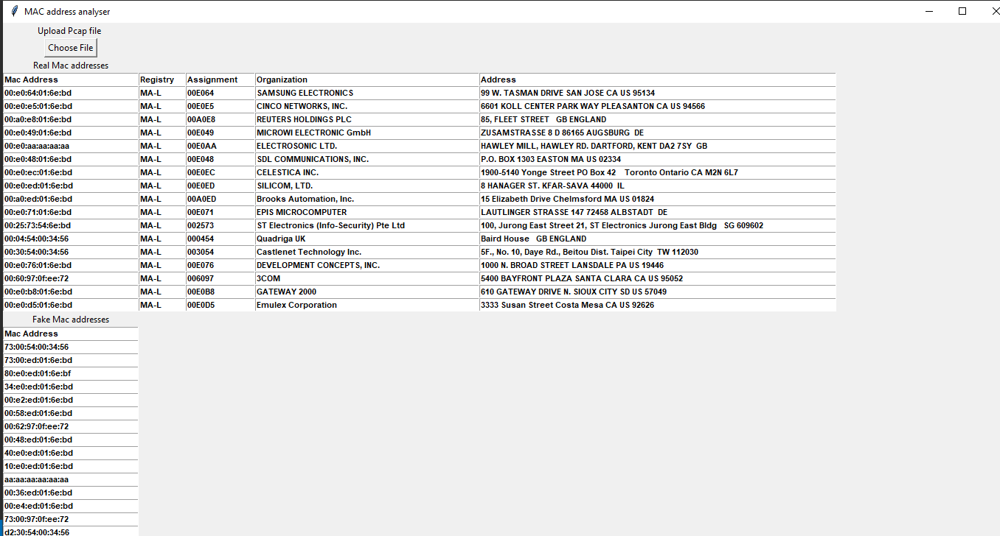 MAC address analyser
Upload Pcap file
Choose File
Real Mac addresses
Mac Address Registry Assignment Organization Address
00:e0:64:01:6e:bd MA-L 00E064 SAMSUNG ELECTRONICS 99 W. TASMAN DRIVE SAN JOSE CA US 95134
00:e0:e5:01:6e:bd MA-L 00E0E5 CINCO NETWORKS, INC. 6601 KOLL CENTER PARK WAY PLEASANTON CA US 94566
00:a0:e8:01:6e:bd MA-L 00A0E8 REUTERS HOLDINGS PLC 85, FLEET STREET GB ENGLAND
00:e0:49:01:6e:bd MA-L 00E049 MICROWI ELECTRONIC GmbH ZUSAMSTRASSE 8 D 86165 AUGSBURG DE
00:e0:aa:aa:aa:aa MA-L 00E0AA ELECTROSONIC LTD. HAWLEY MILL, HAWLEY RD. DARTFORD, KENT DA2 7SY GB
00:e0:48:01:6e:bd MA-L 00E048 SDL COMMUNICATIONS, INC. P.O. BOX 1303 EASTON MA US 02334
00:e0:ec:01:6e:bd MA-L 00E0EC CELESTICA INC. 1900-5140 Yonge Street PO Box 42 Toronto Ontario CA M2N 6L7
00:e0:ed:01:6e:bd MA-L 00E0ED SILICOM, LTD. 8 HANAGER ST. KFAR-SAVA 44000 IL
00:a0:ed:01:6e:bd MA-L 00A0ED Brooks Automation, Inc. 15 Elizabeth Drive Chelmsford MA US 01824
00:e0:71:01:6e:bd MA-L 00E071 EPIS MICROCOMPUTER LAUTLINGER STRASSE 147 72458 ALBSTADT DE
00:25:73:54:6e:bd MA-L 002573 ST Electronics (Info-Security) Pte Ltd 100, Jurong East Street 21, ST Electronics Jurong East Bldg SG 609602
00:04:54:00:34:56 MA-L 000454 Quadriga UK Baird House GB ENGLAND
00:30:54:00:34:56 MA-L 003054 Castlenet Technology Inc. 5F., No. 10, Daye Rd., Beitou Dist. Taipei City TW 112030
00:e0:76:01:6e:bd MA-L 00E076 DEVELOPMENT CONCEPTS, INC. 1000 N. BROAD STREET LANSDALE PA US 19446
00:60:97:0f:ee:72 MA-L 006097 3COM 5400 BAYFRONT PLAZA SANTA CLARA CA US 95052
00:e0:b8:01:6e:bd MA-L 00E0B8 GATEWAY 2000 610 GATEWAY DRIVE N. SIOUX CITY SD US 57049
00:e0:d5:01:6e:bd MA-L 00E0D5 Emulex Corporation 3333 Susan Street Costa Mesa CA US 92626
Fake Mac addresses
Mac Address
73:00:54:00:34:56
73:00:ed:01:6e:bd
80:e0:ed:01:6e:bf
34:e0:ed:01:6e:bd
00:e2:ed:01:6e:bd
00:58:ed:01:6e:bd
00:62:97:0f:ee:72
00:48:ed:01:6e:bd
40:e0:ed:01:6e:bd
10:e0:ed:01:6e:bd
aa:aa:aa:aa:aa:aa
00:36:ed:01:6e:bd
00:e4:ed:01:6e:bd
73:00:97:0f:ee:72
d2:30:54:00:34:56